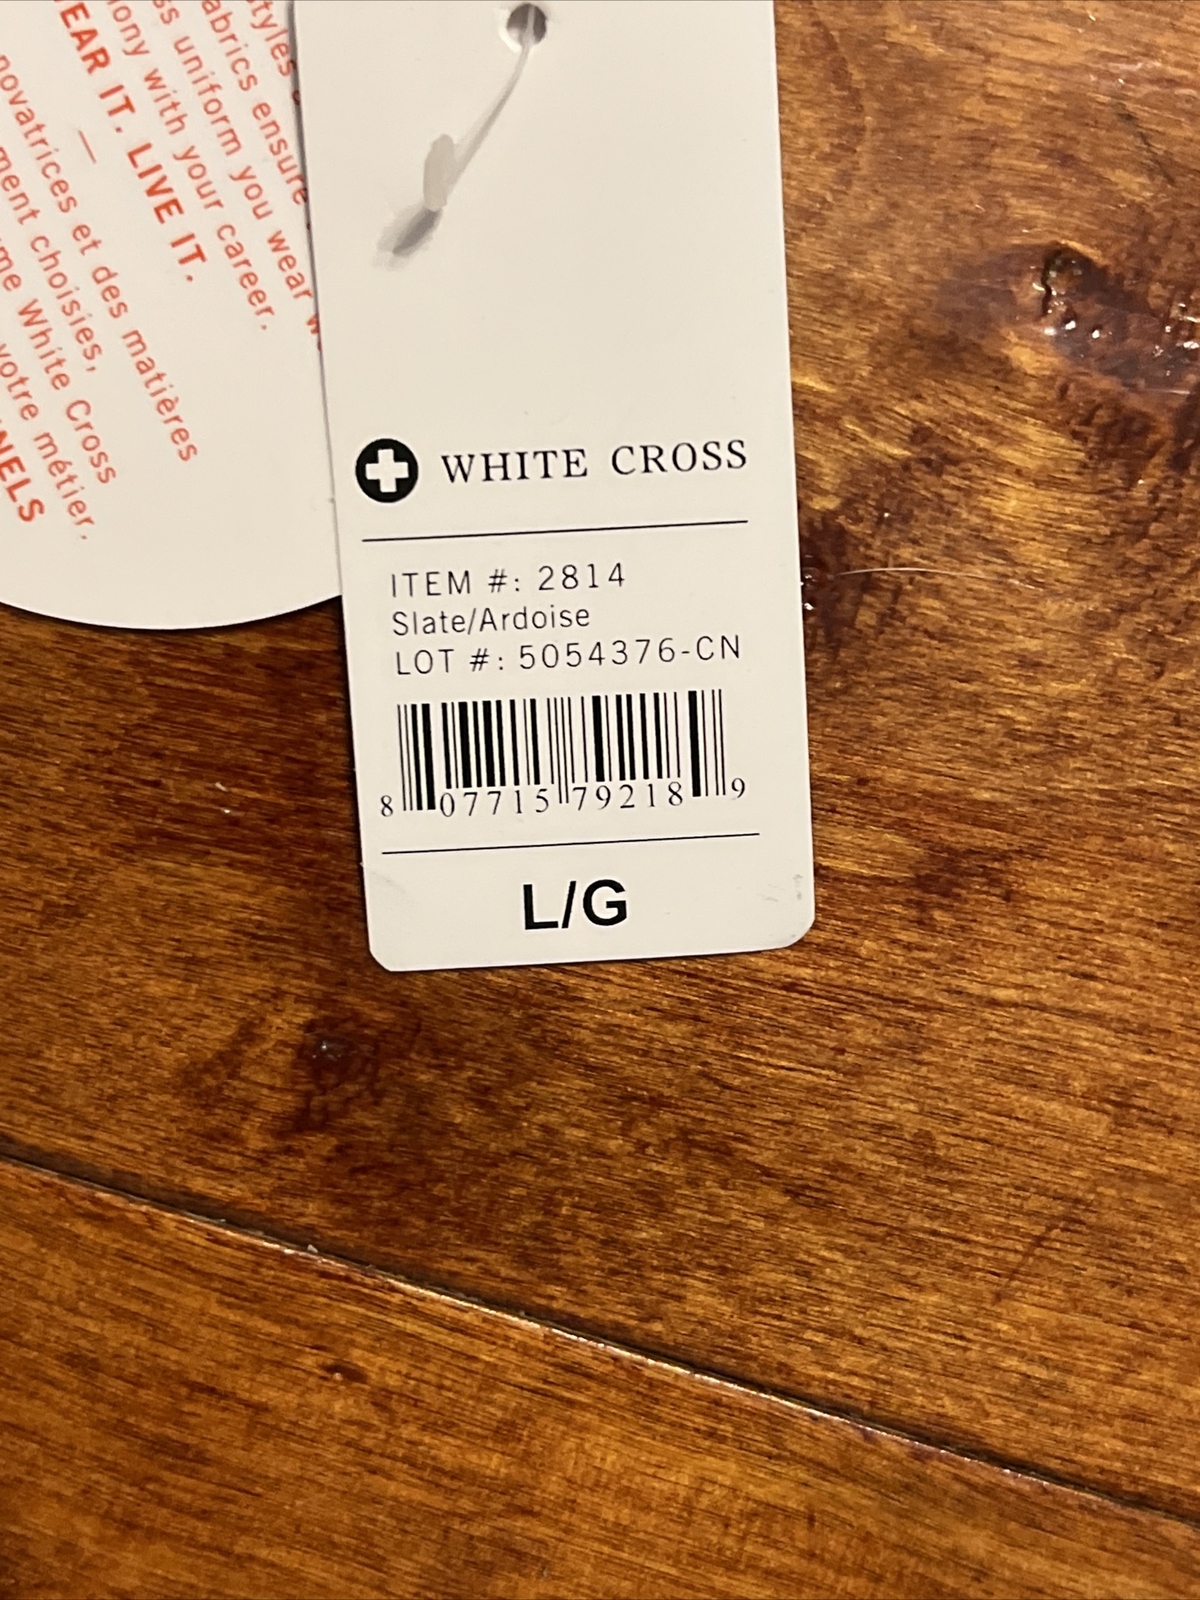 tyles
abrics ensure
ss uniform you wear
ony with your career.
EAR IT. LIVE IT.
—
novatrices et des matières
ment choisies,
me White Cross
votre métier.
NELS
WHITE CROSS
ITEM #: 2814
Slate/Ardoise
LOT #: 5054376-CN
8 07715 79218 9
L/G